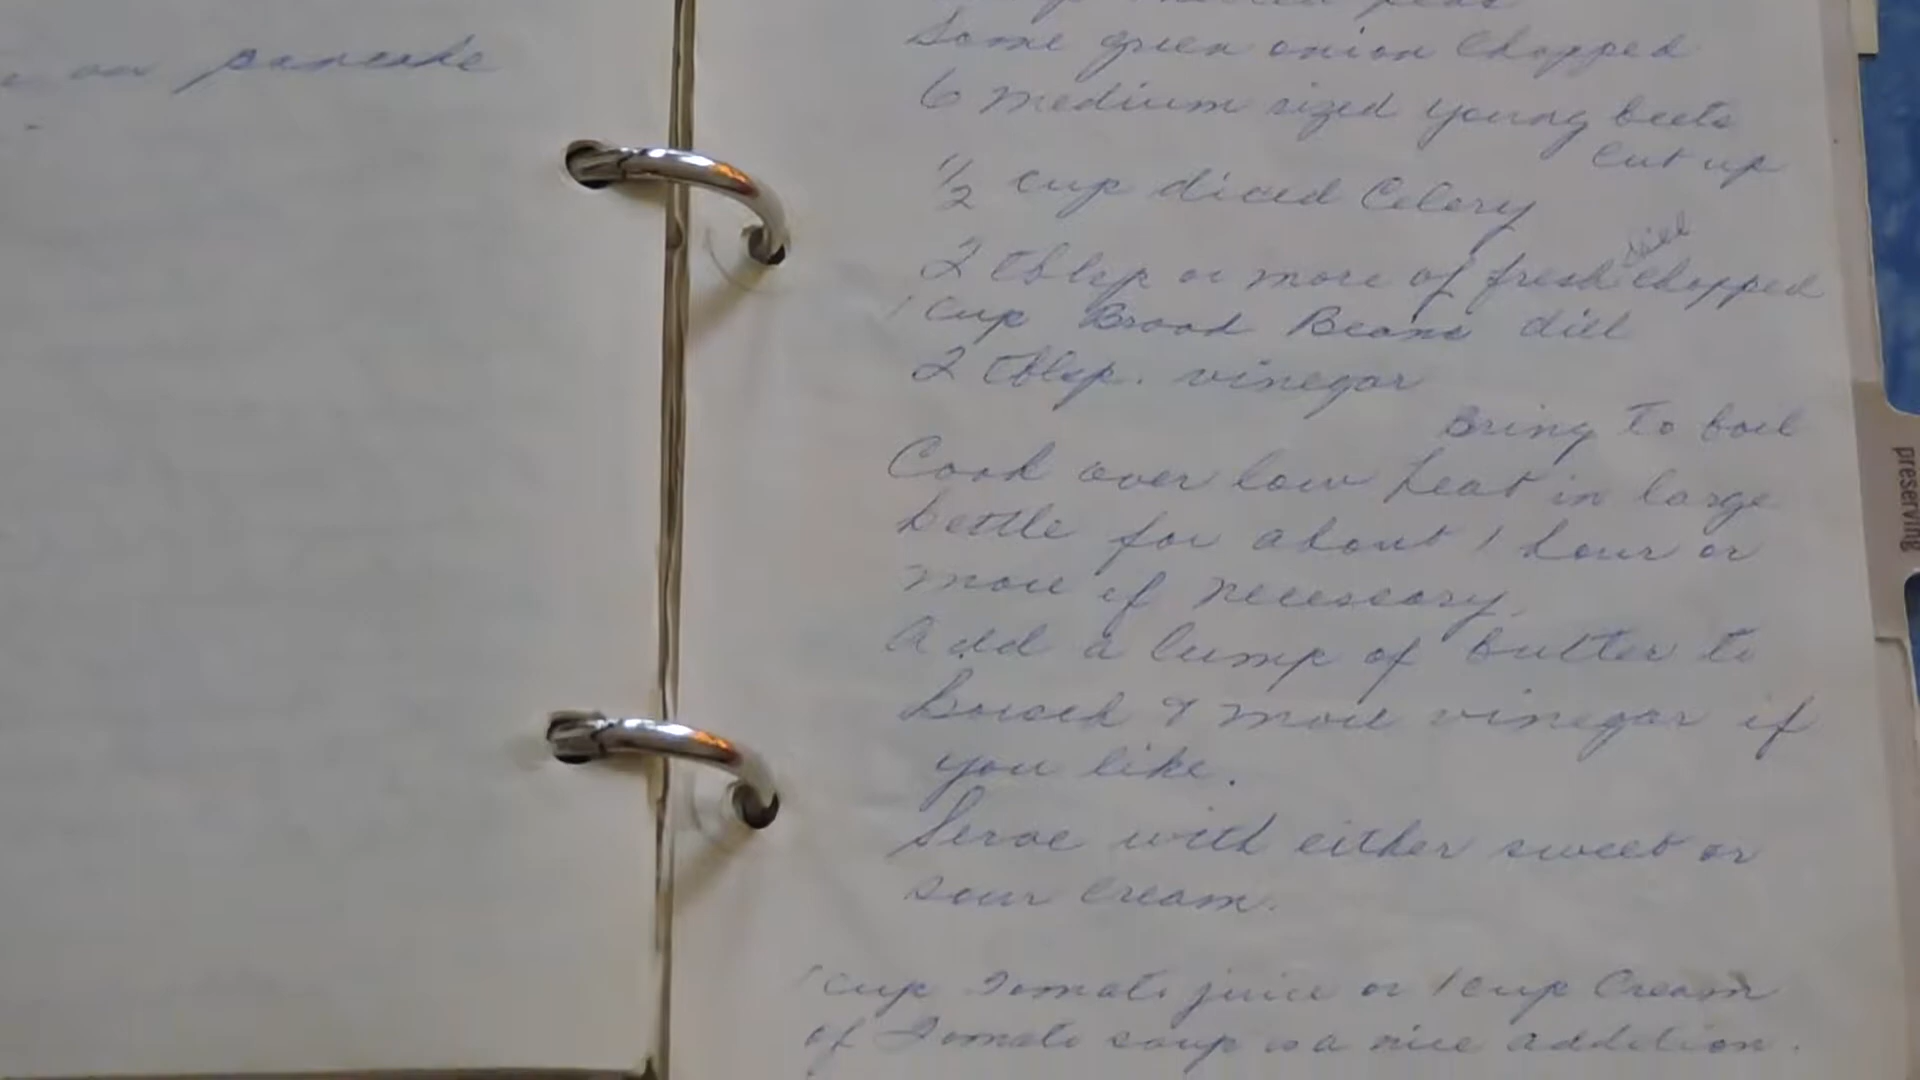 on pancake
Some green onion Chopped
6 medium sized young beets
cut up
1/2 cup diced Celery
dill
2 tblsp or more of fresh chopped
1 cup Broad Beans dill
2 tblsp. vinegar
Bring to boil
Cook over low heat in large
kettle for about 1 hour or
more if necessary.
Add a lump of butter to
borsch & more vinegar if
you like.
Serve with either sweet or
sour cream.
1 cup Tomato juice or 1 cup Cream
of Tomato soup is a nice addition.
preserving